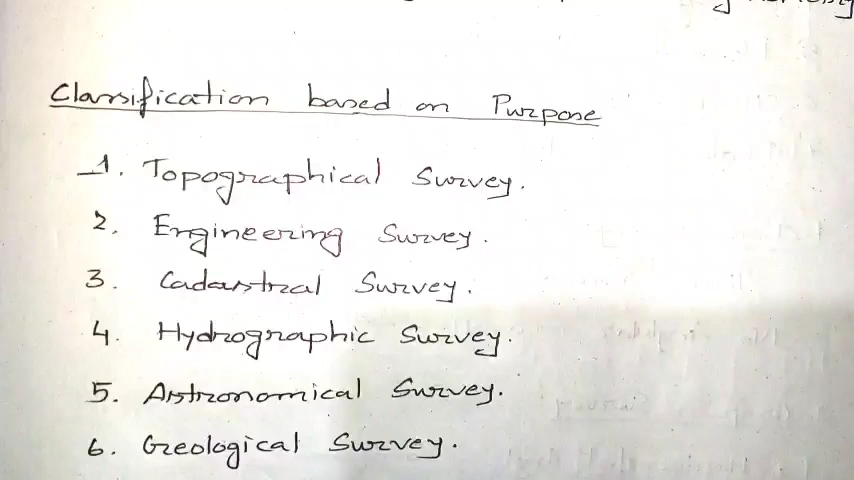 Classification based on Purpose
1. Topographical Survey.
2. Engineering Survey.
3. Cadastral Survey.
4. Hydrographic Survey.
5. Astronomical Survey.
6. Geological Survey.